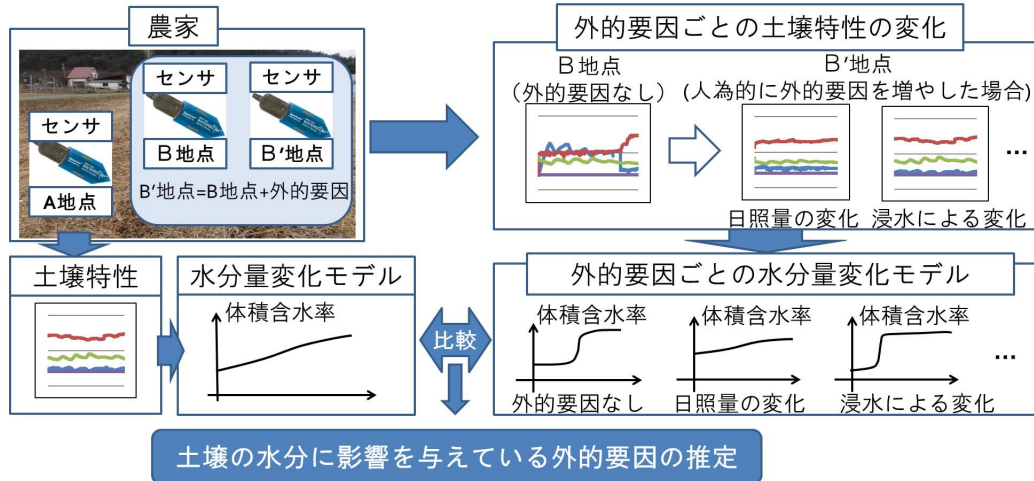 農家
センサ
A地点
センサ
B地点
センサ
B′地点
B′地点=B地点+外的要因
外的要因ごとの土壌特性の変化
B地点
(外的要因なし)
B′地点
(人為的に外的要因を増やした場合)
日照量の変化
浸水による変化
…
土壌特性
水分量変化モデル
体積含水率
比較
外的要因ごとの水分量変化モデル
体積含水率
外的要因なし
体積含水率
日照量の変化
体積含水率
浸水による変化
…
土壌の水分に影響を与えている外的要因の推定